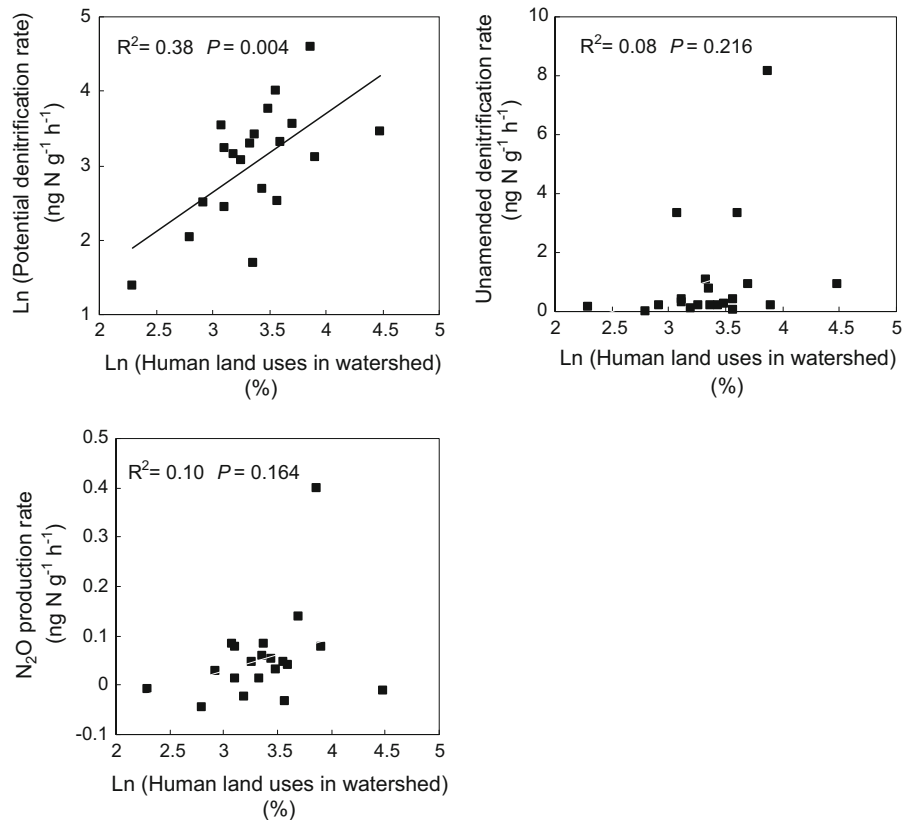 R²= 0.38 P = 0.004
Ln (Potential denitrification rate)
(ng N g⁻¹ h⁻¹)
5
4
3
2
1
2 2.5 3 3.5 4 4.5 5
Ln (Human land uses in watershed)
(%)
R²= 0.08 P = 0.216
Unamended denitrification rate
(ng N g⁻¹ h⁻¹)
10
8
6
4
2
0
2 2.5 3 3.5 4 4.5 5
Ln (Human land uses in watershed)
(%)
R²= 0.10 P = 0.164
N₂O production rate
(ng N g⁻¹ h⁻¹)
0.5
0.4
0.3
0.2
0.1
0
-0.1
2 2.5 3 3.5 4 4.5 5
Ln (Human land uses in watershed)
(%)